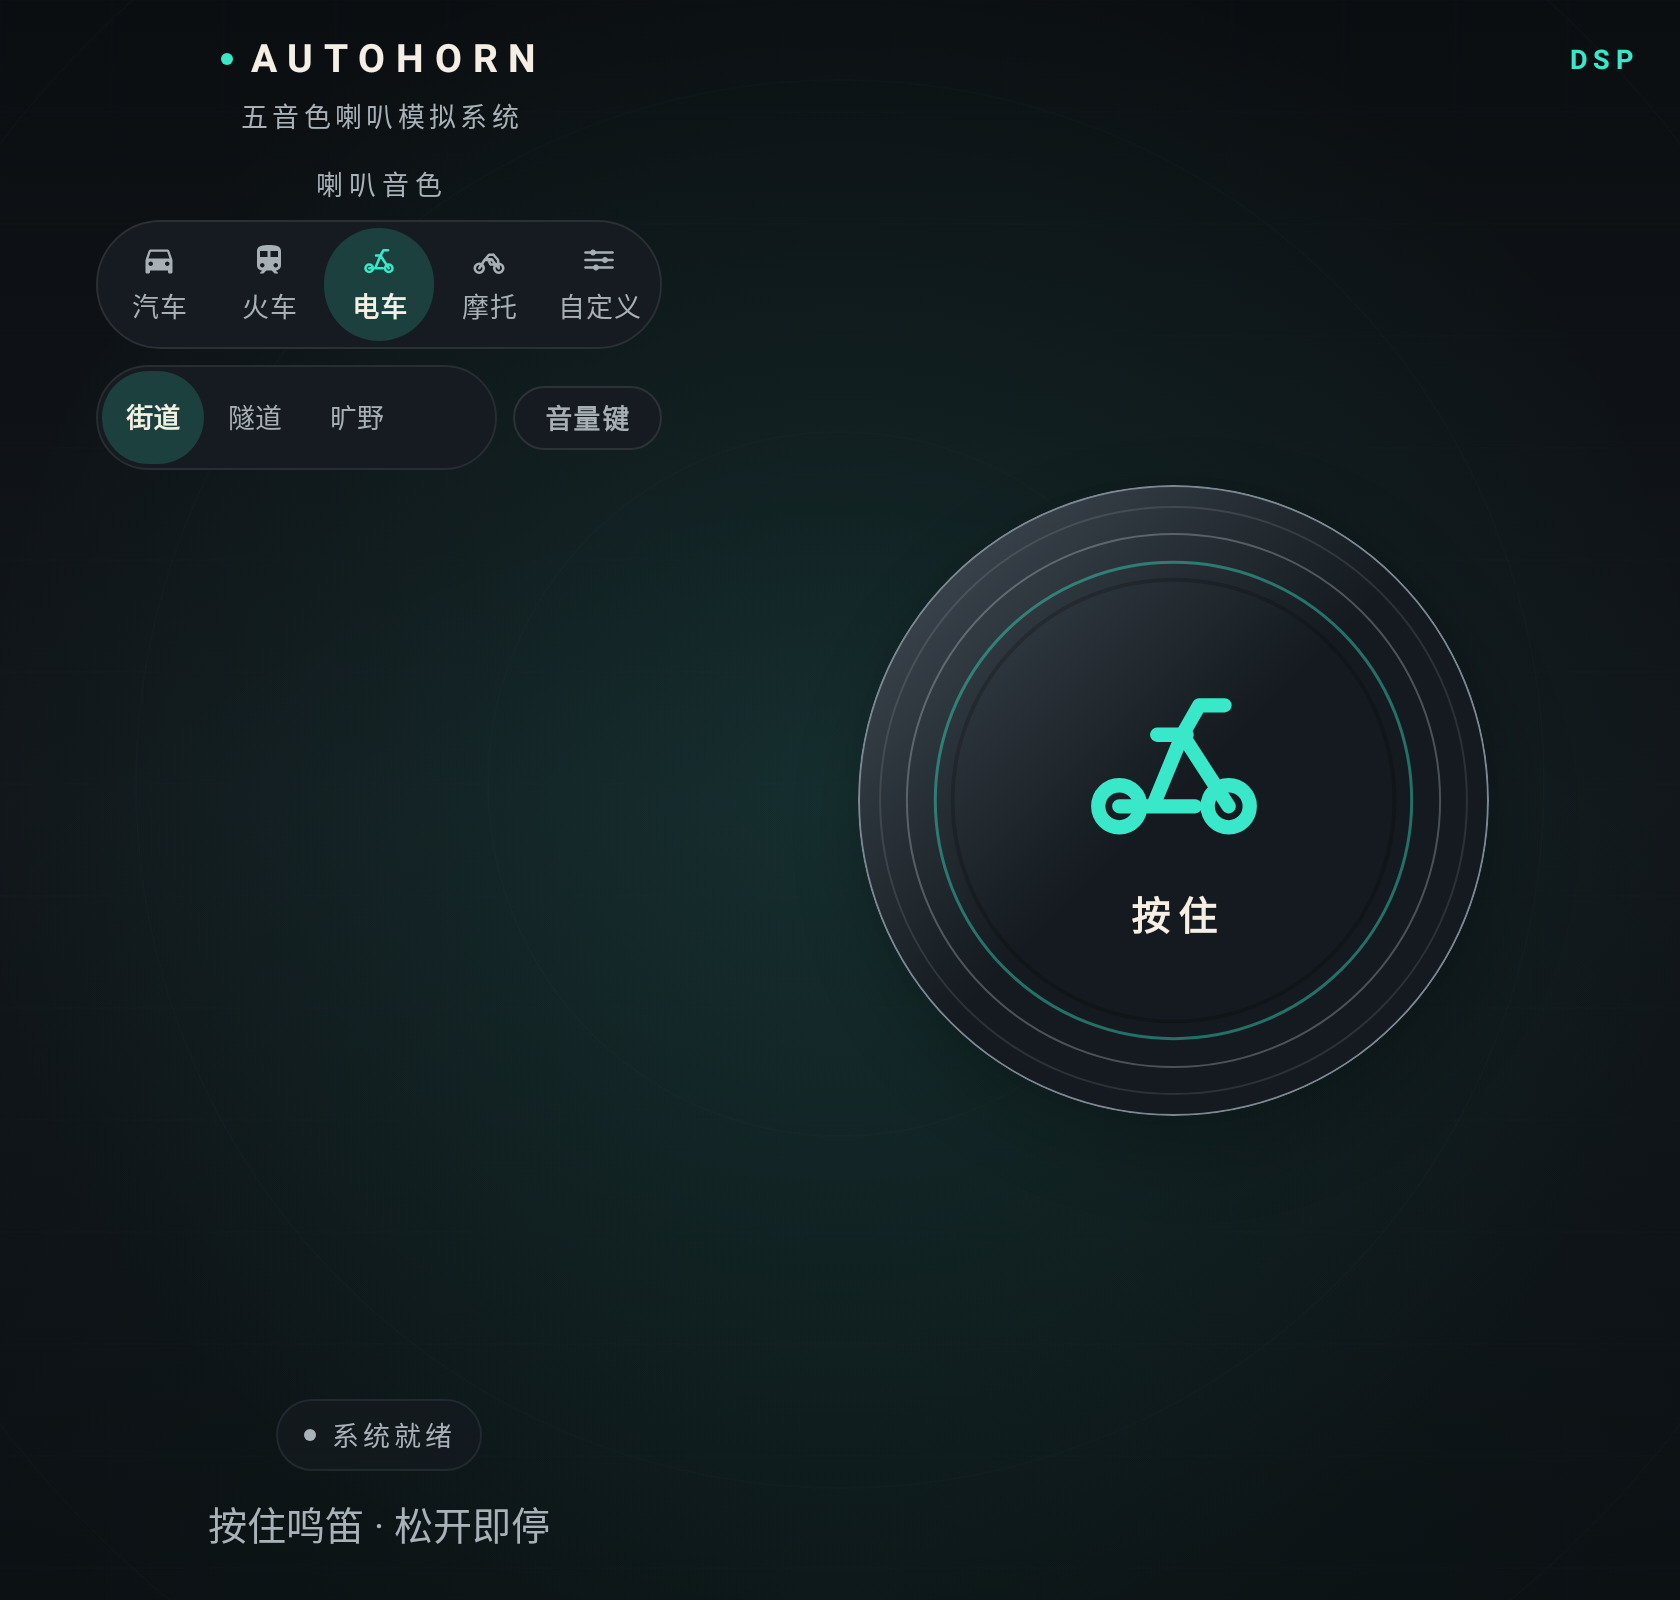 AUTOHORN
DSP
五音色喇叭模拟系统
喇叭音色
汽车 火车 电车 摩托 自定义
街道 隧道 旷野 音量键
按住
系统就绪
按住鸣笛 · 松开即停